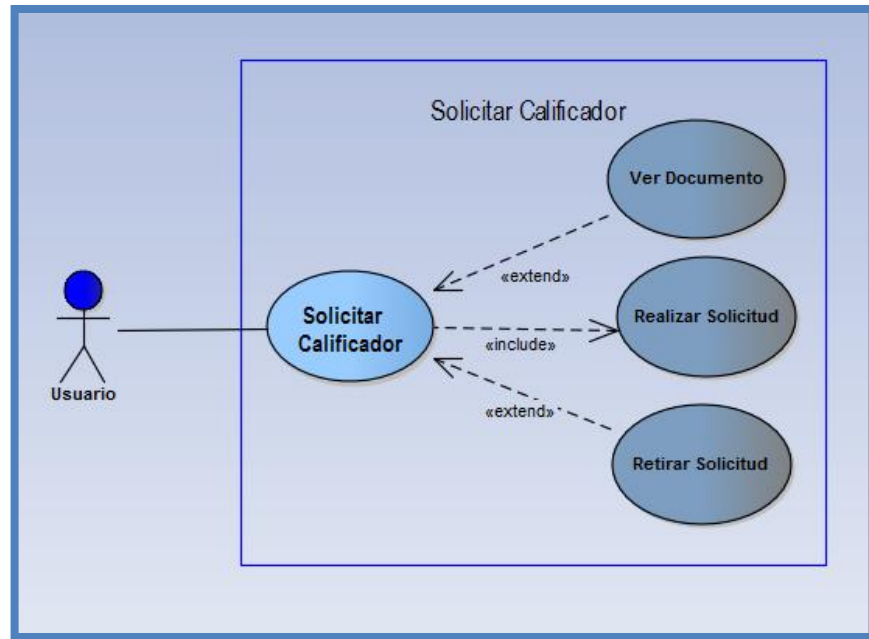 Solicitar Calificador
Ver Documento
«extend»
Solicitar
Calificador
Realizar Solicitud
«include»
Usuario
«extend»
Retirar Solicitud